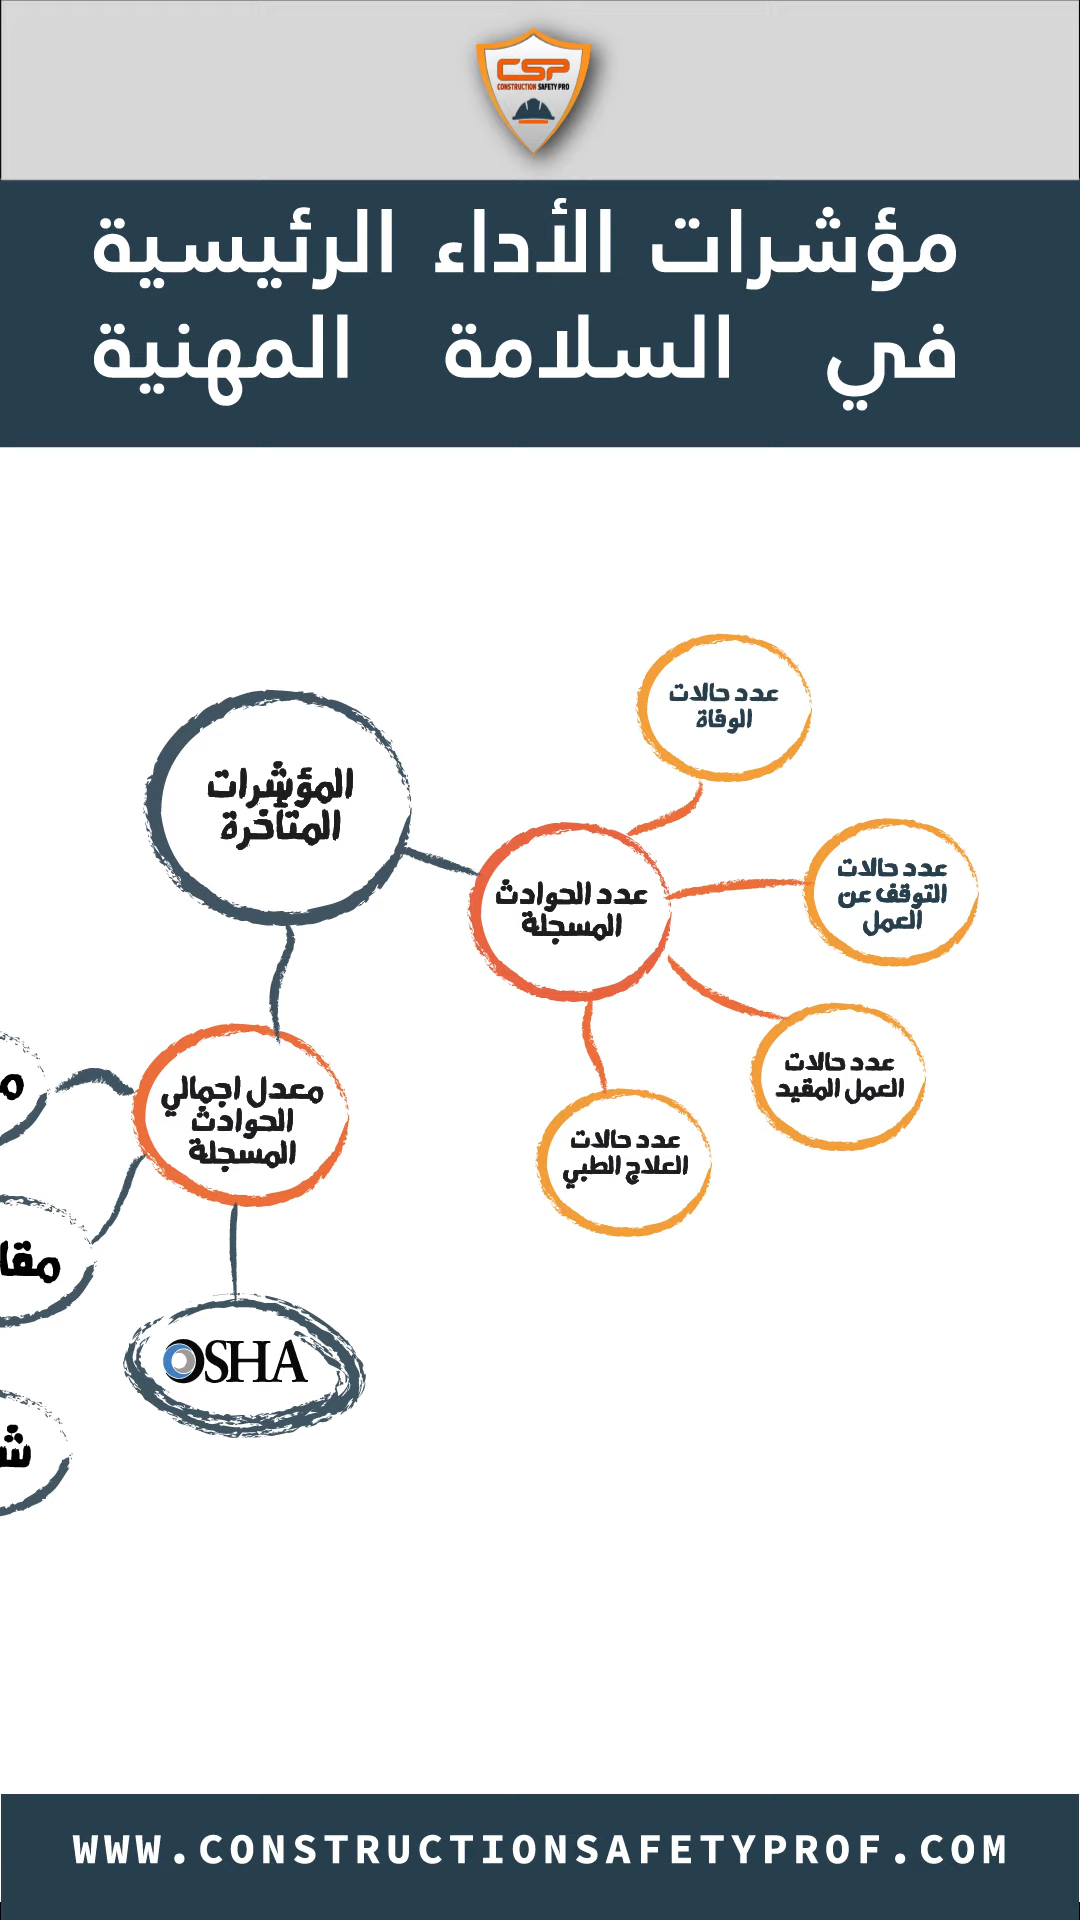 CSP
CONSTRUCTION SAFETY PRO
مؤشرات الأداء الرئيسية
في السلامة المهنية
عدد حالات
الوفاة
المؤشرات
المتأخرة
عدد الحوادث
المسجلة
عدد حالات
التوقف عن
العمل
عدد حالات
العمل المقيد
عدد حالات
العلاج الطبي
معدل اجمالي
الحوادث
المسجلة
OSHA
WWW.CONSTRUCTIONSAFETYPROF.COM